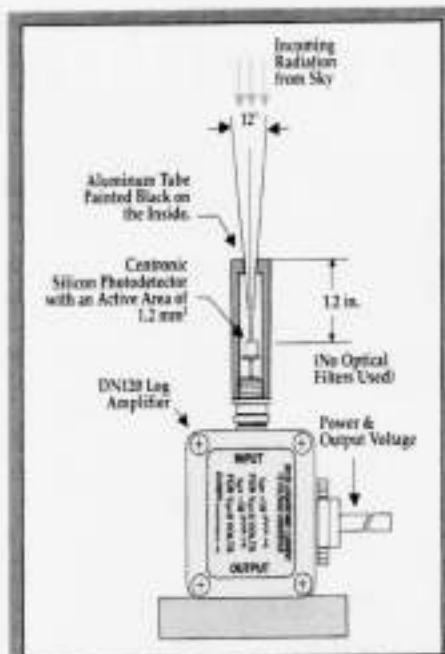 Incoming
Radiation
from Sky
12°
Aluminum Tube
Painted Black on
the Inside.
Centronic
Silicon Photodetector
with an Active Area of
1.2 mm²
1.2 in.
(No Optical
Filters Used)
DN120 Log
Amplifier
Power &
Output Voltage
INPUT
OUTPUT